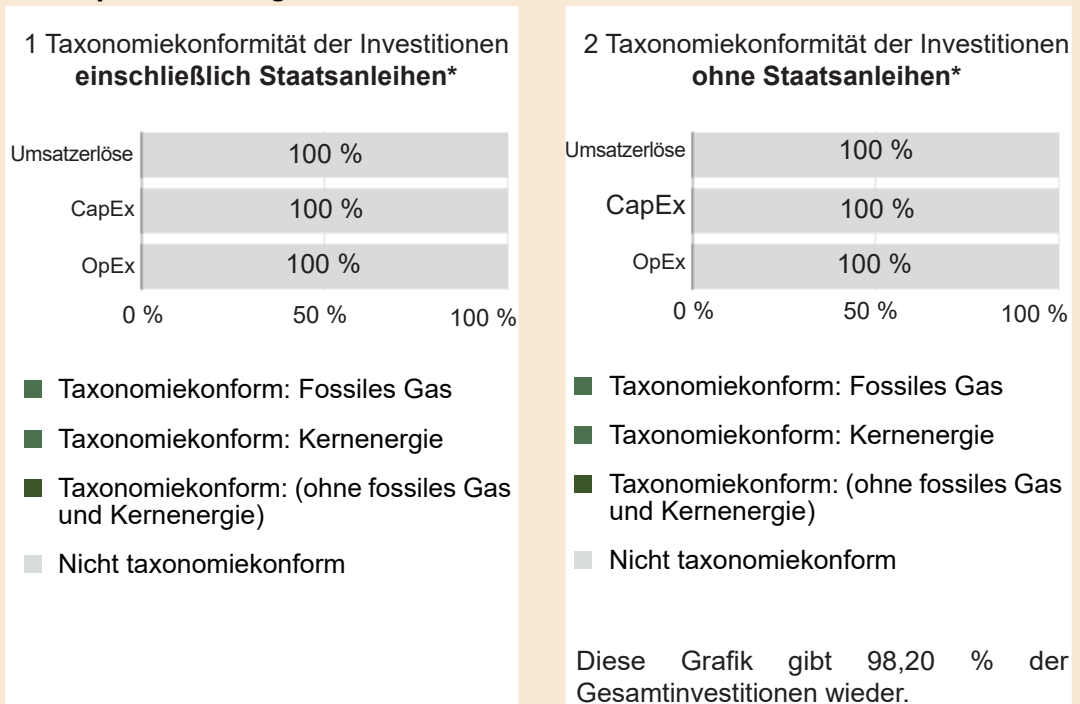 1 Taxonomiekonformität der Investitionen
einschließlich Staatsanleihen*
Umsatzerlöse 100 %
CapEx 100 %
OpEx 100 %
0 % 50 % 100 %
Taxonomiekonform: Fossiles Gas
Taxonomiekonform: Kernenergie
Taxonomiekonform: (ohne fossiles Gas
und Kernenergie)
Nicht taxonomiekonform
2 Taxonomiekonformität der Investitionen
ohne Staatsanleihen*
Umsatzerlöse 100 %
CapEx 100 %
OpEx 100 %
0 % 50 % 100 %
Taxonomiekonform: Fossiles Gas
Taxonomiekonform: Kernenergie
Taxonomiekonform: (ohne fossiles Gas
und Kernenergie)
Nicht taxonomiekonform
Diese Grafik gibt 98,20 % der
Gesamtinvestitionen wieder.